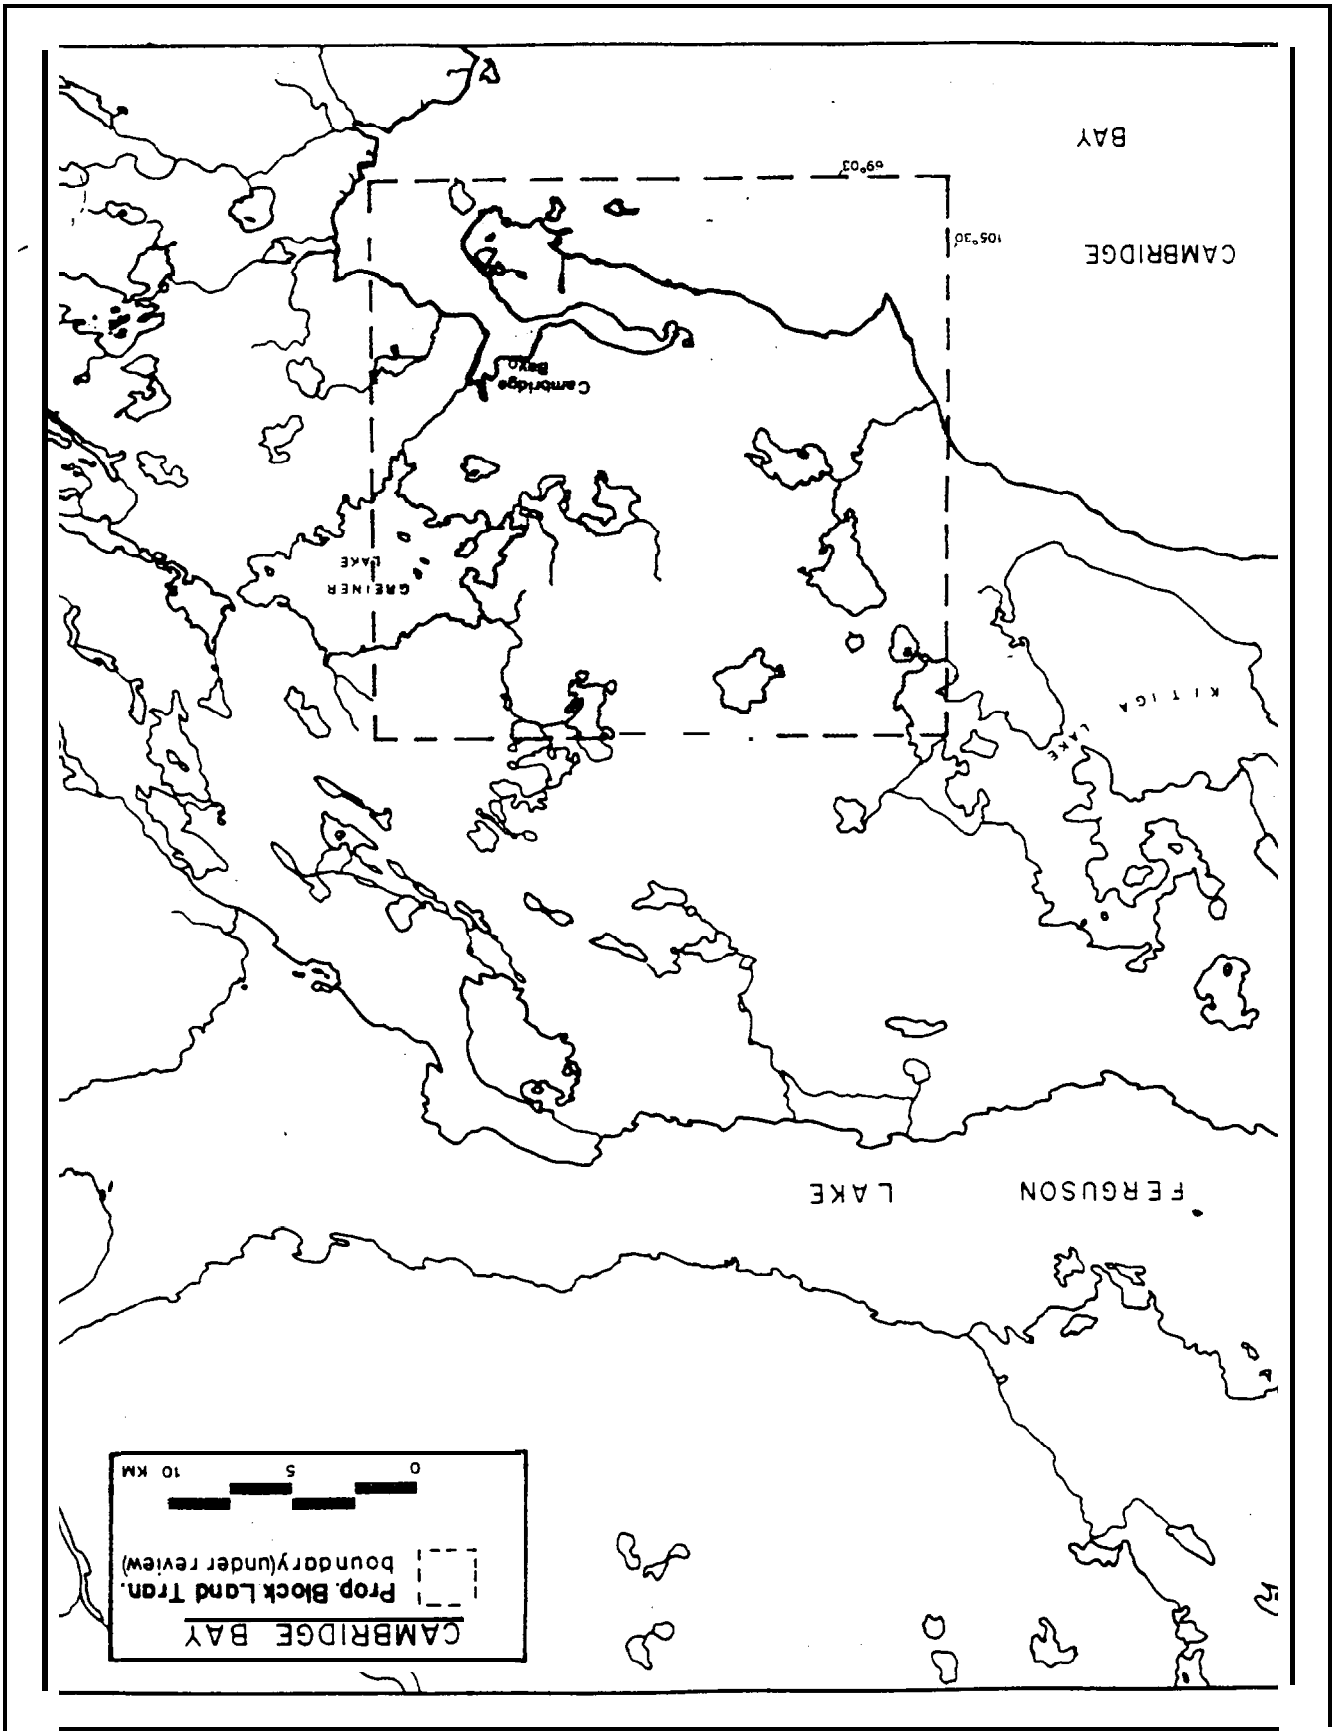 CAMBRIDGE BAY
Prop. Block Land Tran.
boundary(under review)
0 5 10 KM
FERGUSON LAKE
KITIGA LAKE
GREINER
LAKE
Cambridge
Bay
CAMBRIDGE
BAY
105°30'
69°03'